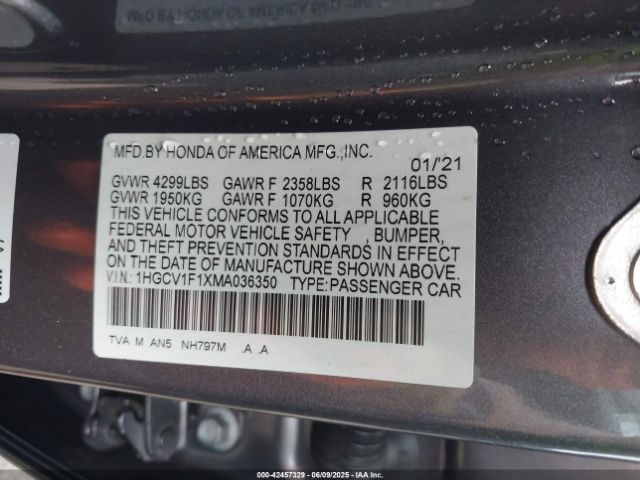 MFD.BY HONDA OF AMERICA MFG.,INC.
01/'21
GVWR 4299LBS GAWR F 2358LBS R 2116LBS
GVWR 1950KG GAWR F 1070KG R 960KG
THIS VEHICLE CONFORMS TO ALL APPLICABLE
FEDERAL MOTOR VEHICLE SAFETY , BUMPER,
AND THEFT PREVENTION STANDARDS IN EFFECT
ON THE DATE OF MANUFACTURE SHOWN ABOVE.
V.I.N.: 1HGCV1F1XMA036350 TYPE:PASSENGER CAR
TVA M AN5 NH797M .A .A
000-42457329 - 06/09/2025 - IAA Inc.